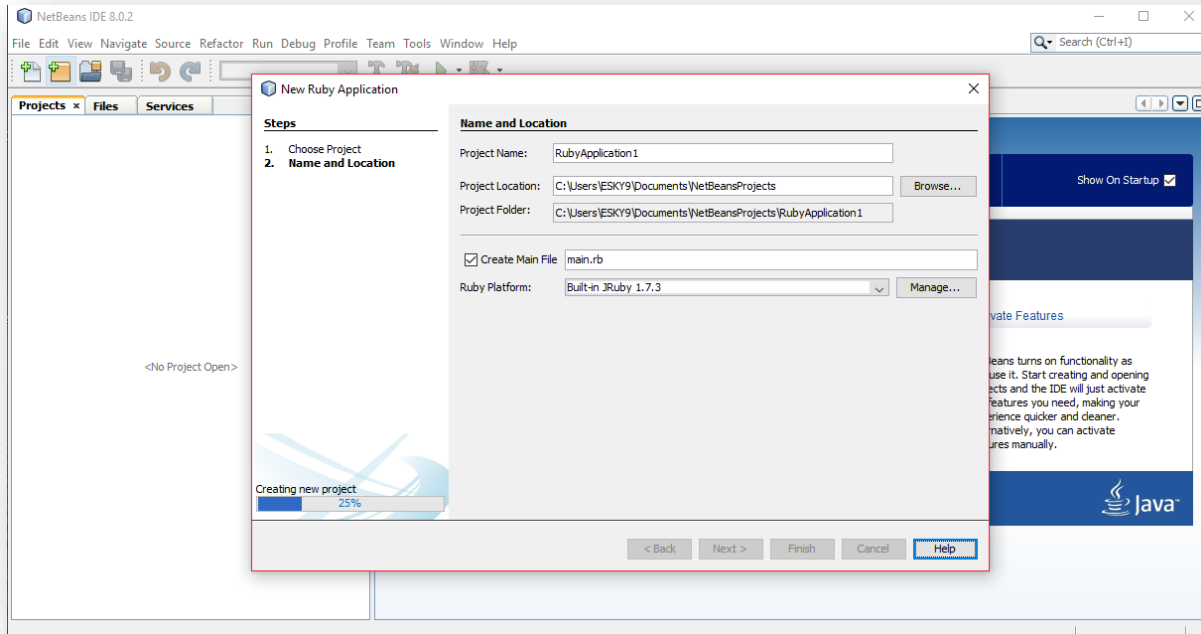 NetBeans IDE 8.0.2
File Edit View Navigate Source Refactor Run Debug Profile Team Tools Window Help
Search (Ctrl+I)
Projects × Files Services
<No Project Open>
New Ruby Application
Steps
1. Choose Project
2. Name and Location
Creating new project
25%
Name and Location
Project Name: RubyApplication1
Project Location: C:\Users\ESKY9\Documents\NetBeansProjects Browse...
Project Folder: C:\Users\ESKY9\Documents\NetBeansProjects\RubyApplication1
Create Main File main.rb
Ruby Platform: Built-in JRuby 1.7.3 Manage...
< Back Next > Finish Cancel Help
Show On Startup
vate Features
Beans turns on functionality as
use it. Start creating and opening
ects and the IDE will just activate
features you need, making your
erience quicker and cleaner.
rnatively, you can activate
ures manually.
Java